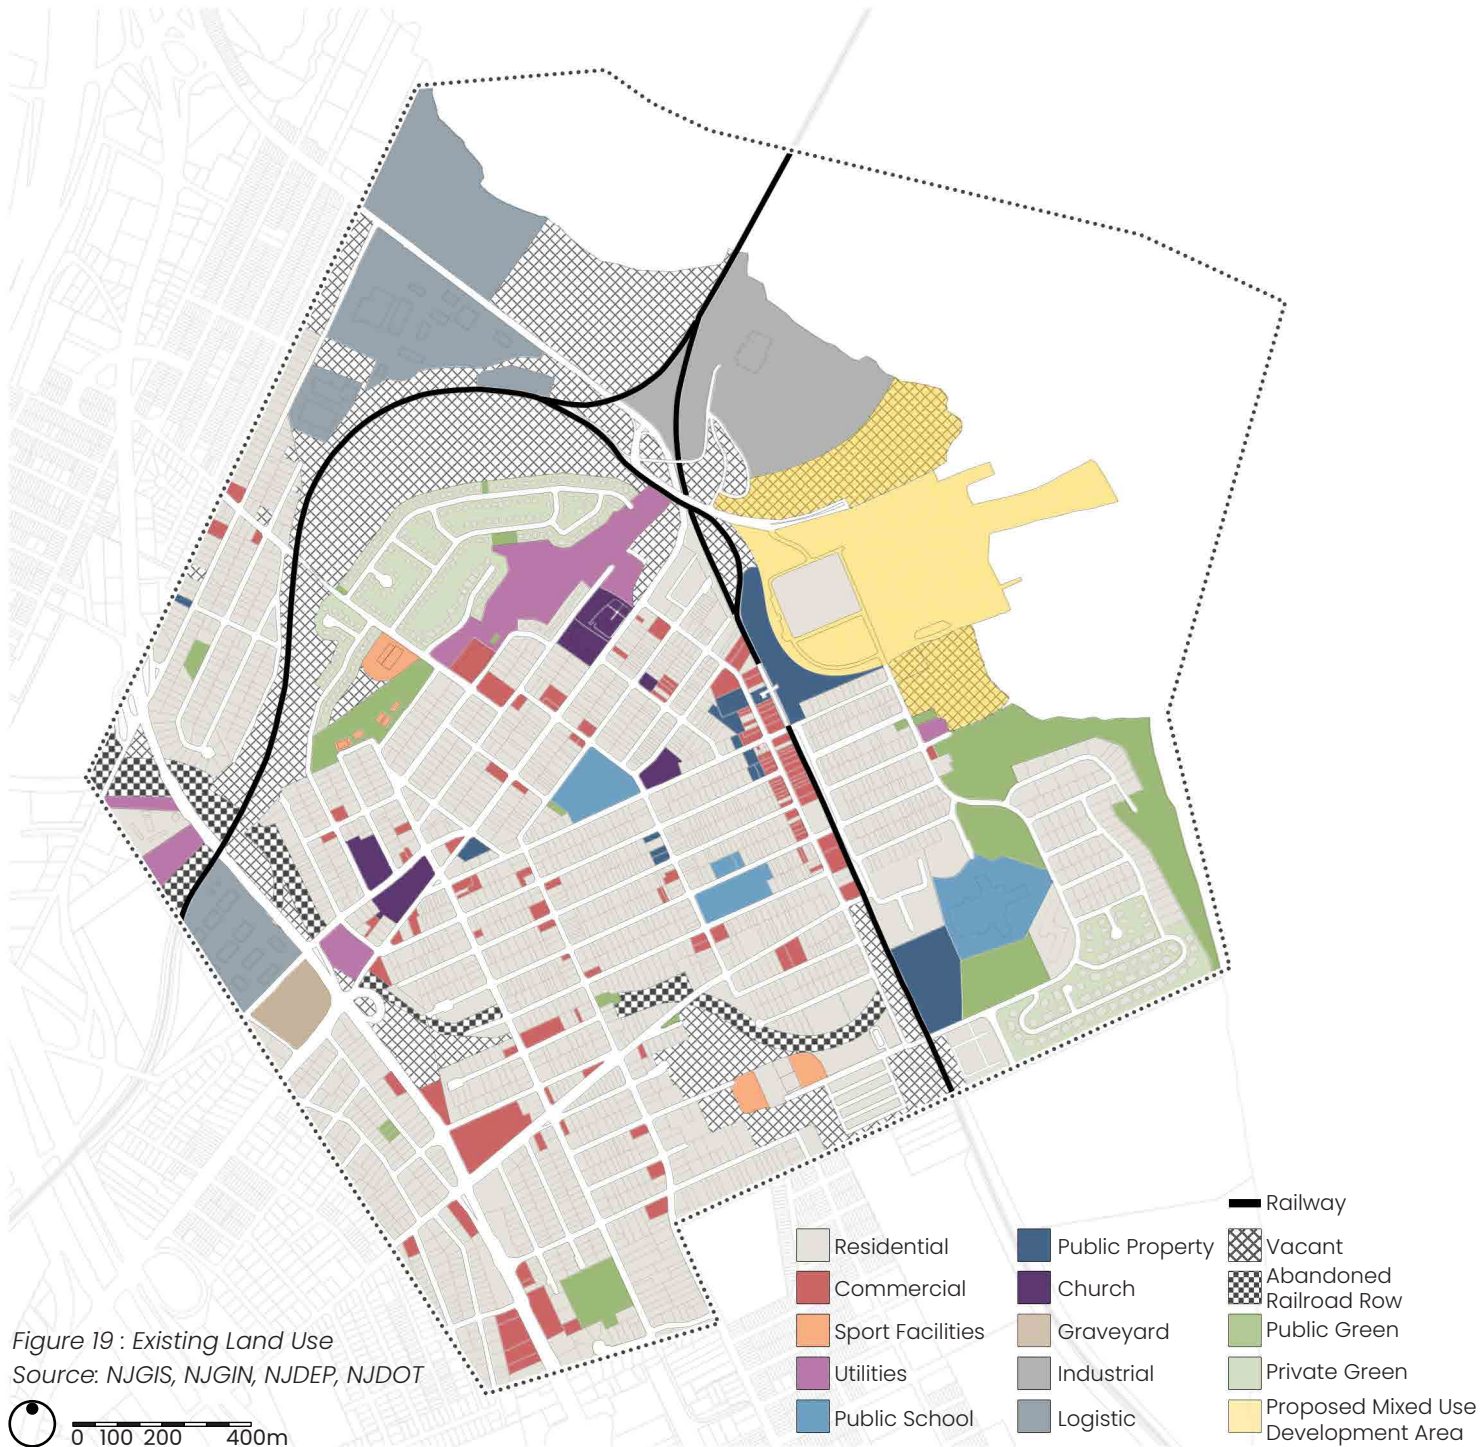 Railway
Residential
Public Property
Vacant
Commercial
Church
Abandoned
Railroad Row
Sport Facilities
Graveyard
Public Green
Utilities
Industrial
Private Green
Public School
Logistic
Proposed Mixed Use
Development Area
Figure 19 : Existing Land Use
Source: NJGIS, NJGIN, NJDEP, NJDOT
0 100 200 400m